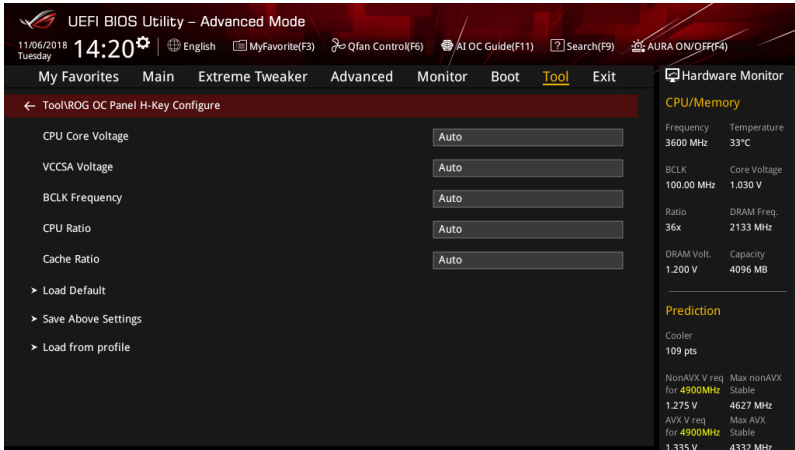 UEFI BIOS Utility – Advanced Mode
11/06/2018
Tuesday
14:20
English
MyFavorite(F3)
Qfan Control(F6)
AI OC Guide(F11)
? Search(F9)
AURA ON/OFF(F4)
My Favorites Main Extreme Tweaker Advanced Monitor Boot Tool Exit
Hardware Monitor
Tool\ROG OC Panel H-Key Configure
CPU Core Voltage Auto
VCCSA Voltage Auto
BCLK Frequency Auto
CPU Ratio Auto
Cache Ratio Auto
Load Default
Save Above Settings
Load from profile
CPU/Memory
Frequency Temperature
3600 MHz 33°C
BCLK Core Voltage
100.00 MHz 1.030 V
Ratio DRAM Freq.
36x 2133 MHz
DRAM Volt. Capacity
1.200 V 4096 MB
Prediction
Cooler
109 pts
NonAVX V req Max nonAVX
for 4900MHz Stable
1.275 V 4627 MHz
AVX V req Max AVX
for 4900MHz Stable
1.335 V 4332 MHz